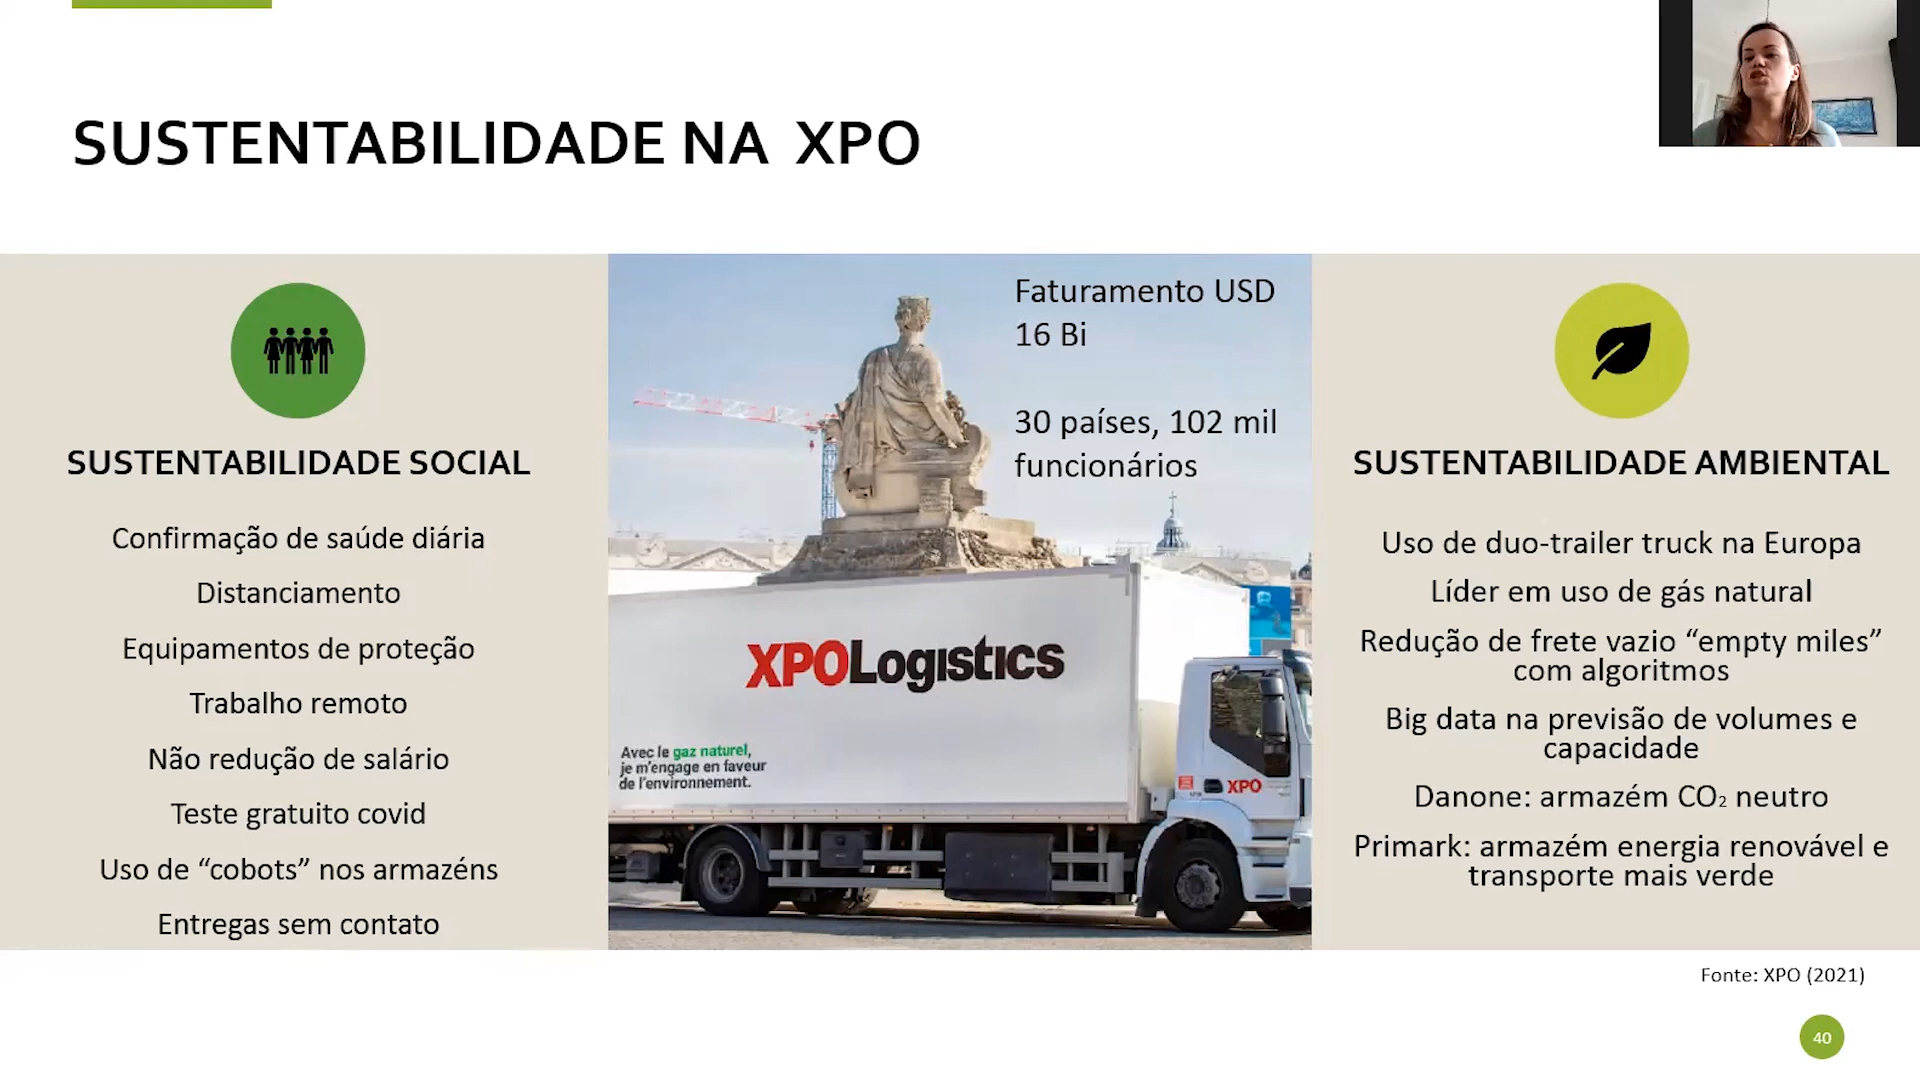 SUSTENTABILIDADE NA XPO
SUSTENTABILIDADE SOCIAL
Confirmação de saúde diária
Distanciamento
Equipamentos de proteção
Trabalho remoto
Não redução de salário
Teste gratuito covid
Uso de “cobots” nos armazéns
Entregas sem contato
Faturamento USD
16 Bi
30 países, 102 mil
funcionários
XPOLogistics
Avec le gaz naturel,
je m’engage en faveur
de l’environnement.
XPO
SUSTENTABILIDADE AMBIENTAL
Uso de duo-trailer truck na Europa
Líder em uso de gás natural
Redução de frete vazio “empty miles”
com algoritmos
Big data na previsão de volumes e
capacidade
Danone: armazém CO₂ neutro
Primark: armazém energia renovável e
transporte mais verde
Fonte: XPO (2021)
40